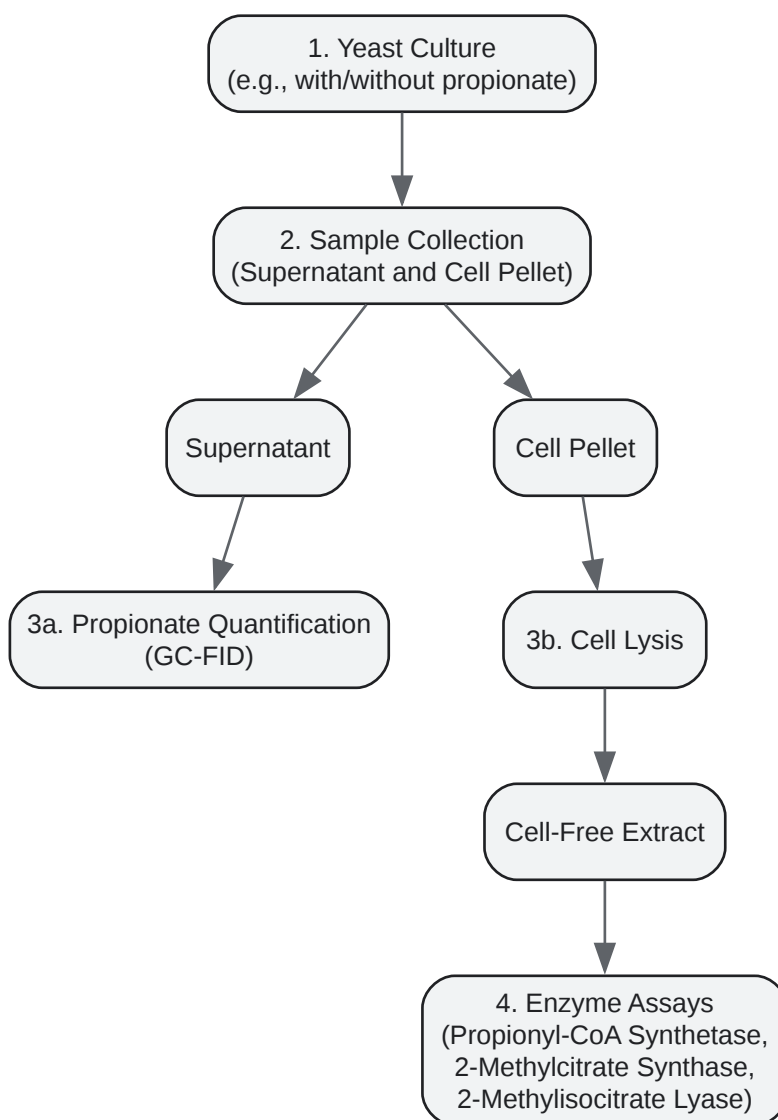 1. Yeast Culture
(e.g., with/without propionate)
2. Sample Collection
(Supernatant and Cell Pellet)
Supernatant
Cell Pellet
3a. Propionate Quantification
(GC-FID)
3b. Cell Lysis
Cell-Free Extract
4. Enzyme Assays
(Propionyl-CoA Synthetase,
2-Methylcitrate Synthase,
2-Methylisocitrate Lyase)